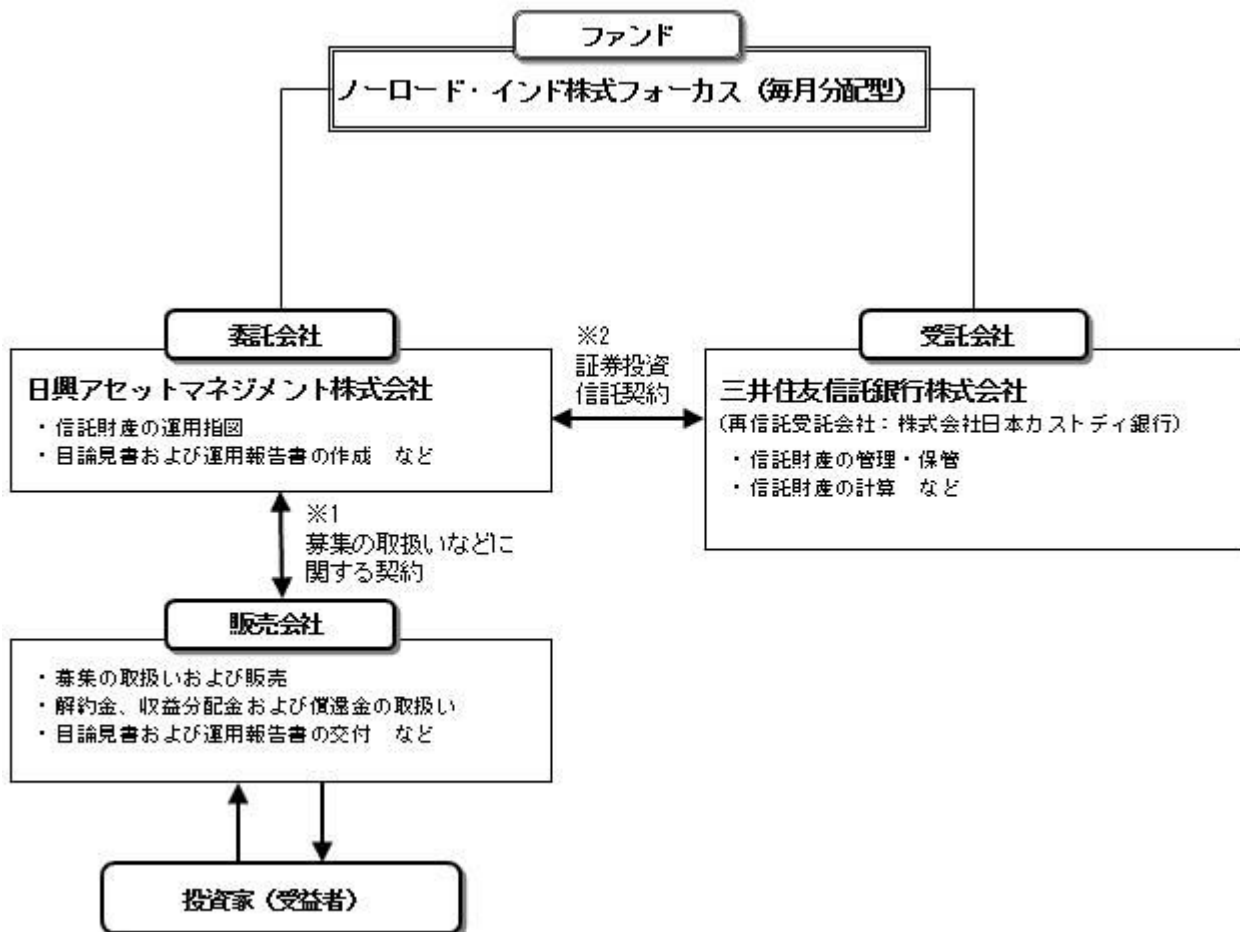 ファンド
ノーロード・インド株式フォーカス（毎月分配型）
委託会社
日興アセットマネジメント株式会社
・信託財産の運用指図
・目論見書および運用報告書の作成　など
※2
証券投資
信託契約
受託会社
三井住友信託銀行株式会社
（再信託受託会社：株式会社日本カストディ銀行）
・信託財産の管理・保管
・信託財産の計算　など
※1
募集の取扱いなどに
関する契約
販売会社
・募集の取扱いおよび販売
・解約金、収益分配金および償還金の取扱い
・目論見書および運用報告書の交付　など
投資家（受益者）